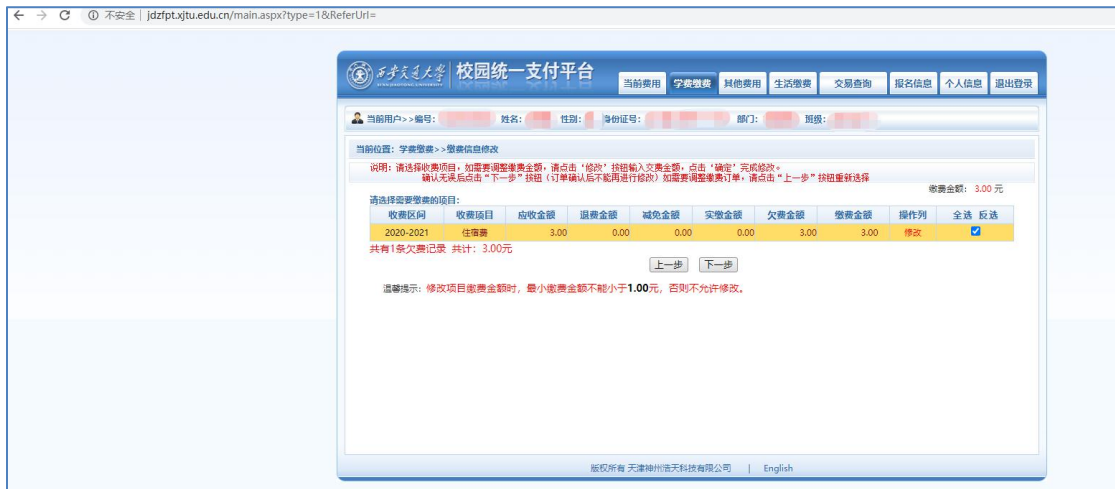 不安全 | jdzfpt.xjtu.edu.cn/main.aspx?type=1&ReferUrl=
西安交通大学 校园统一支付平台
当前费用 学费缴费 其他费用 生活缴费 交易查询 报名信息 个人信息 退出登录
当前用户>>编号: 姓名: 性别: 身份证号: 部门: 班级:
当前位置: 学费缴费>>缴费信息修改
说明: 请选择收费项目, 如需要调整缴费金额, 请点击‘修改’按钮输入交费金额, 点击‘确定’完成修改。
确认无误后点击“下一步”按钮 (订单确认后不能再进行修改) 如需要调整缴费订单, 请点击“上一步”按钮重新选择
缴费金额: 3.00 元
请选择需要缴费的项目:
收费区间 收费项目 应收金额 退费金额 减免金额 实缴金额 欠费金额 缴费金额 操作列 全选 反选
2020-2021 住宿费 3.00 0.00 0.00 0.00 3.00 3.00 修改
共有1条欠费记录 共计: 3.00元
上一步 下一步
温馨提示: 修改项目缴费金额时, 最小缴费金额不能小于1.00元, 否则不允许修改。
版权所有 天津神州浩天科技有限公司 | English